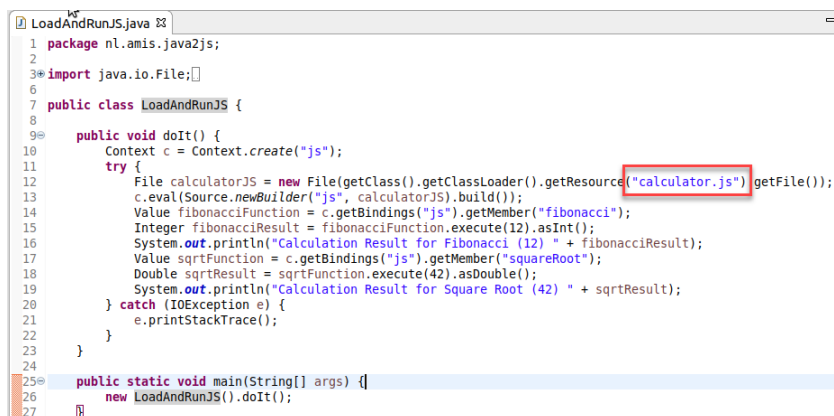 LoadAndRunJS.java
1 package nl.amis.java2js;
2
3 import java.io.File;
6
7 public class LoadAndRunJS {
8
9 public void doIt() {
10 Context c = Context.create("js");
11 try {
12 File calculatorJS = new File(getClass().getClassLoader().getResource("calculator.js").getFile());
13 c.eval(Source.newBuilder("js", calculatorJS).build());
14 Value fibonacciFunction = c.getBindings("js").getMember("fibonacci");
15 Integer fibonacciResult = fibonacciFunction.execute(12).asInt();
16 System.out.println("Calculation Result for Fibonacci (12) " + fibonacciResult);
17 Value sqrtFunction = c.getBindings("js").getMember("squareRoot");
18 Double sqrtResult = sqrtFunction.execute(42).asDouble();
19 System.out.println("Calculation Result for Square Root (42) " + sqrtResult);
20 } catch (IOException e) {
21 e.printStackTrace();
22 }
23 }
24
25 public static void main(String[] args) {
26 new LoadAndRunJS().doIt();
27 }